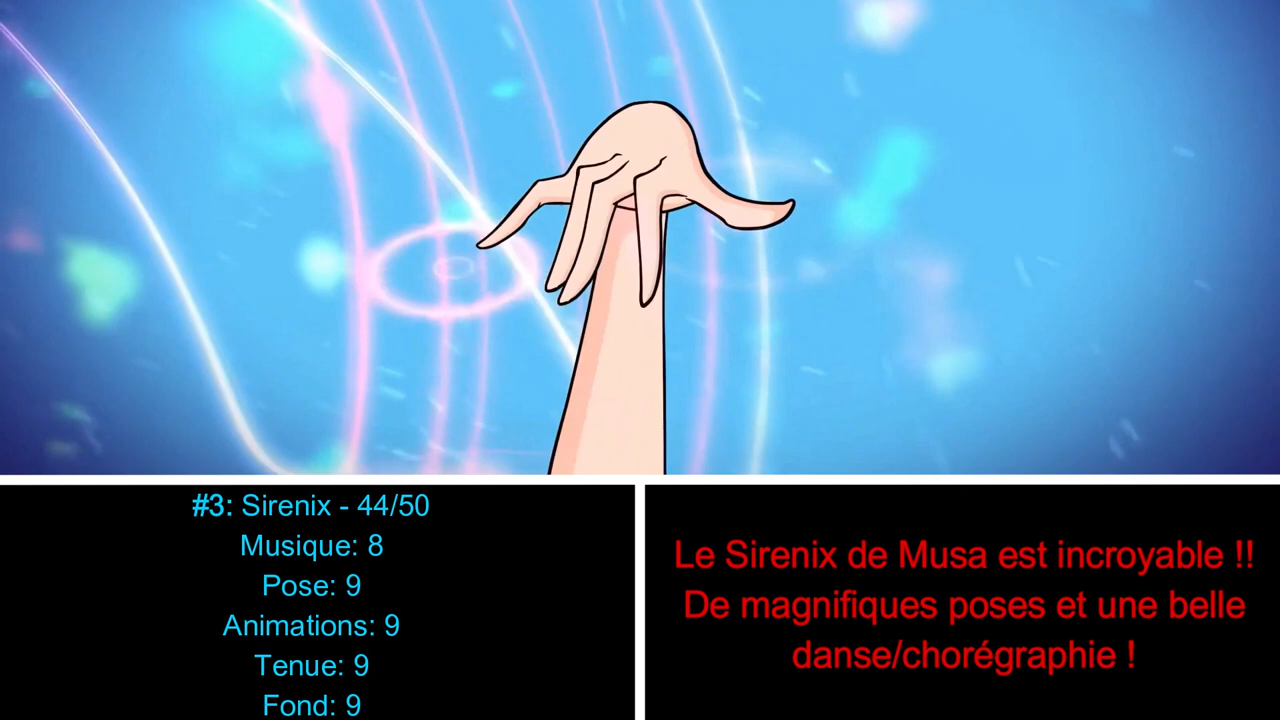 #3: Sirenix - 44/50
Musique: 8
Pose: 9
Animations: 9
Tenue: 9
Fond: 9
Le Sirenix de Musa est incroyable !!
De magnifiques poses et une belle
danse/chorégraphie !